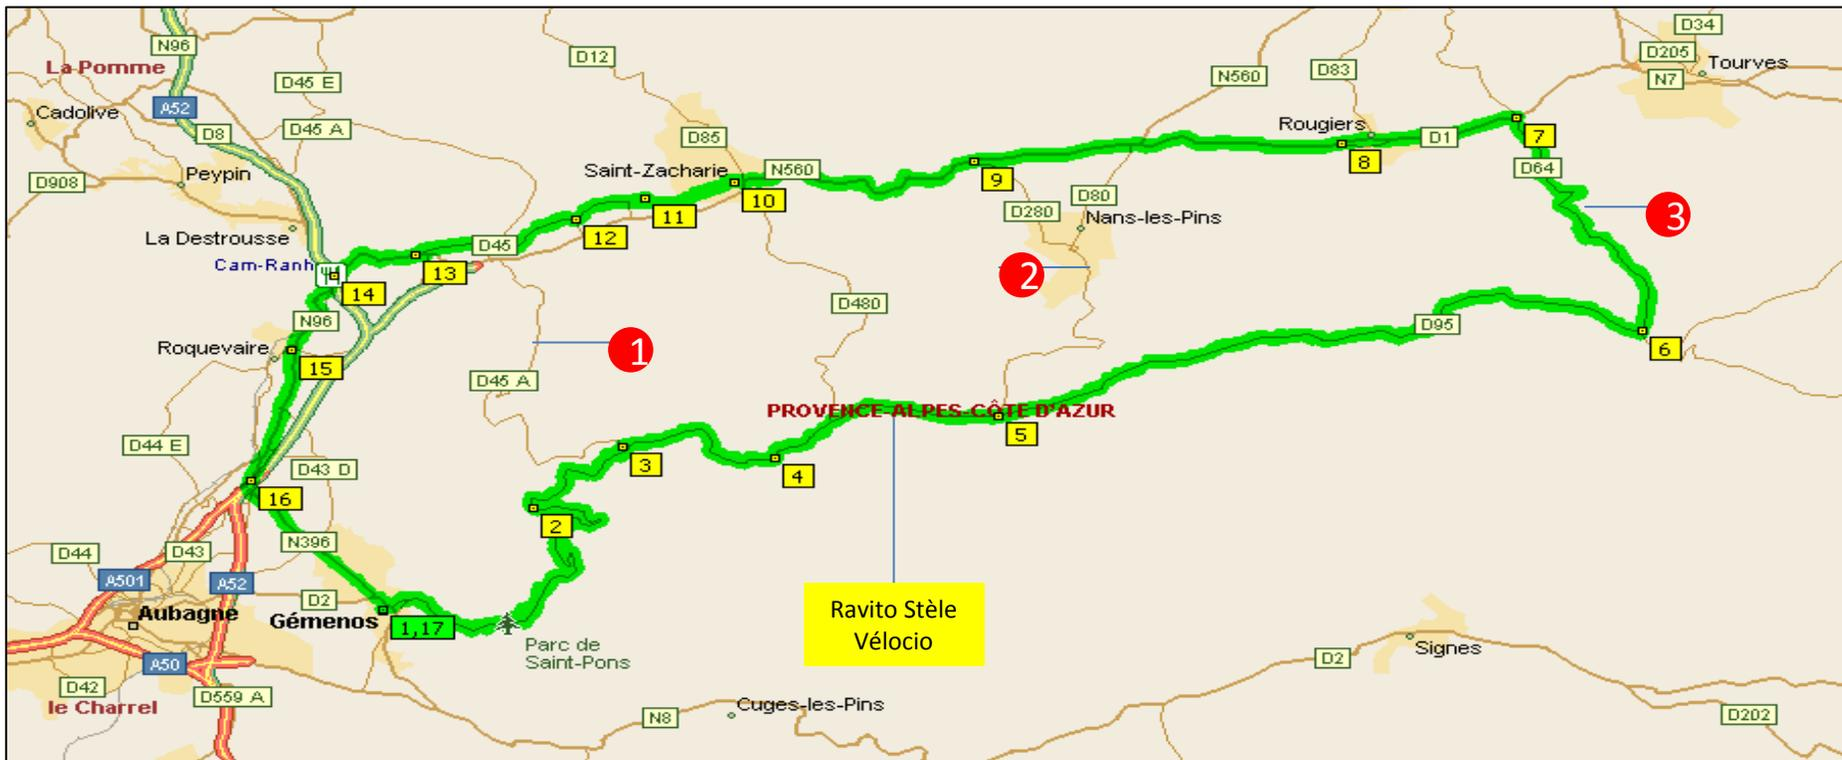 D34
N96
D12
D205
Tourves
La Pomme
D45 E
N560
D83
N7
Cadolive
A52
D8
D45 A
D85
Rougiers
D1
7
8
D64
Peypin
Saint-Zacharie
N560
9
D908
10
D80
3
11
D280
Nans-les-Pins
La Destrousse
12
D45
Cam-Ranh
13
2
14
D480
N96
D95
Roquevaire
1
6
15
D45 A
PROVENCE-ALPES-CÔTE D'AZUR
5
D44 E
3
D43 D
4
16
2
N396
D44
D43
A501
A52
D2
Ravito Stèle
Vélocio
Aubagne
Gémenos
1,17
Parc de
Saint-Pons
A50
D2
Signes
D42
D559 A
le Charrel
Cuges-les-Pins
N8
D202